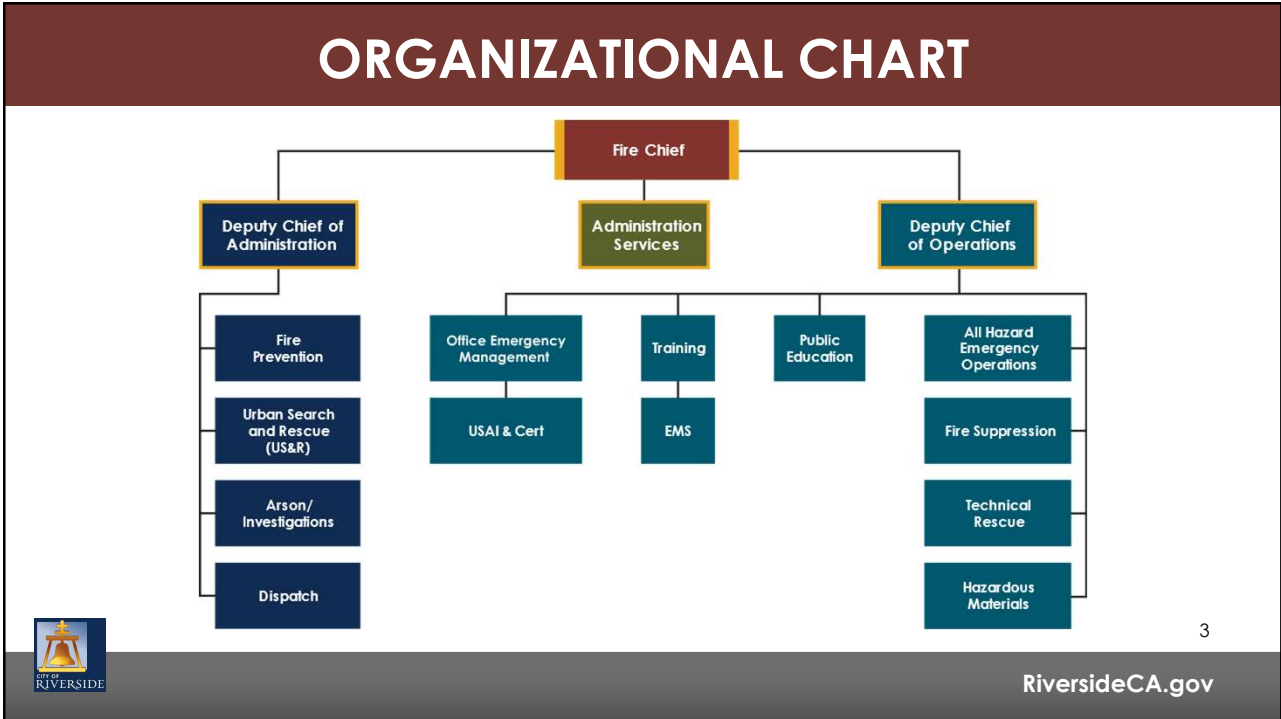 ORGANIZATIONAL CHART
Fire Chief
Deputy Chief of
Administration
Administration
Services
Deputy Chief
of Operations
Fire
Prevention
Urban Search
and Rescue
(US&R)
Arson/
Investigations
Dispatch
Office Emergency
Management
USAI & Cert
Training
EMS
Public
Education
All Hazard
Emergency
Operations
Fire Suppression
Technical
Rescue
Hazardous
Materials
3
CITY OF
RIVERSIDE
RiversideCA.gov